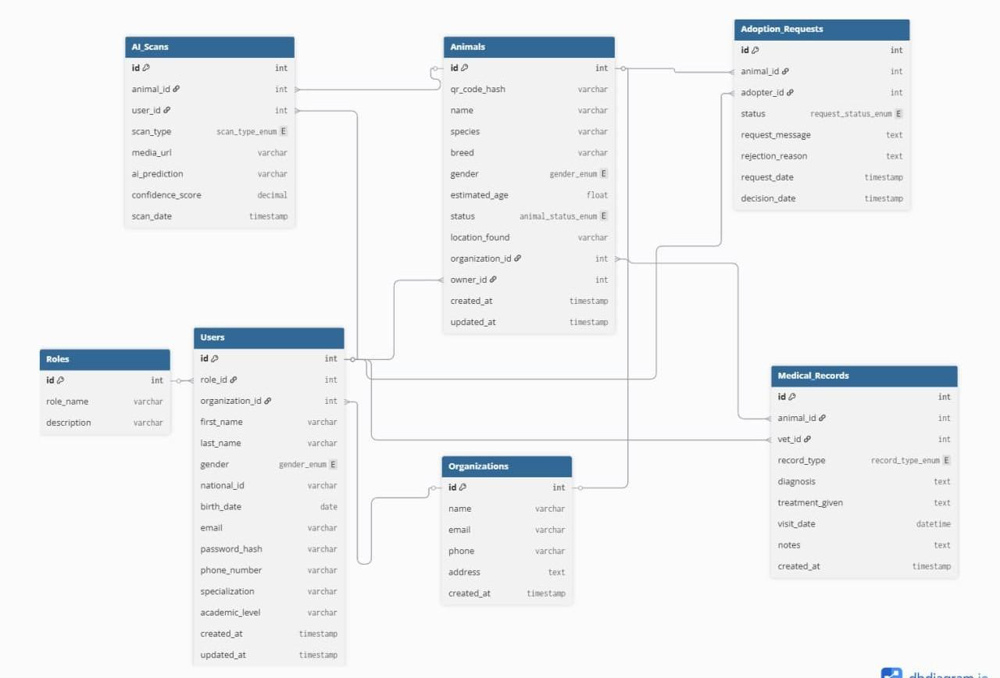 AI_Scans
id int
animal_id int
user_id int
scan_type scan_type_enum E
media_url varchar
ai_prediction varchar
confidence_score decimal
scan_date timestamp
Animals
id int
qr_code_hash varchar
name varchar
species varchar
breed varchar
gender gender_enum E
estimated_age float
status animal_status_enum E
location_found varchar
organization_id int
owner_id int
created_at timestamp
updated_at timestamp
Adoption_Requests
id int
animal_id int
adopter_id int
status request_status_enum E
request_message text
rejection_reason text
request_date timestamp
decision_date timestamp
Roles
id int
role_name varchar
description varchar
Users
id int
role_id int
organization_id int
first_name varchar
last_name varchar
gender gender_enum E
national_id varchar
birth_date date
email varchar
password_hash varchar
phone_number varchar
specialization varchar
academic_level varchar
created_at timestamp
updated_at timestamp
Organizations
id int
name varchar
email varchar
phone varchar
address text
created_at timestamp
Medical_Records
id int
animal_id int
vet_id int
record_type record_type_enum E
diagnosis text
treatment_given text
visit_date datetime
notes text
created_at timestamp
dbdiagram.io